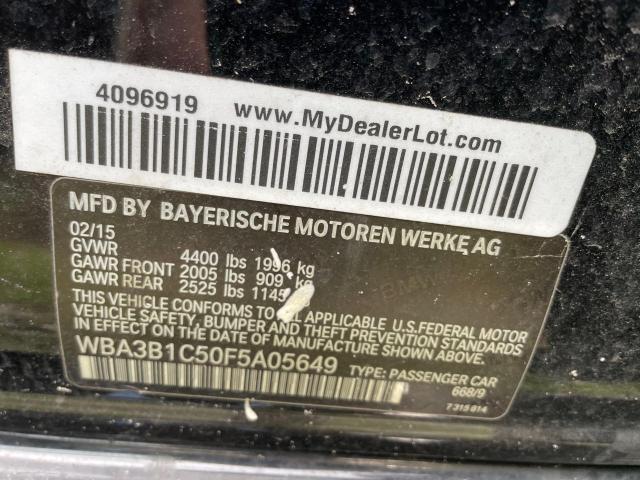 4096919 www.MyDealerLot.com
MFD BY BAYERISCHE MOTOREN WERKE AG
02/15
GVWR 4400 lbs 1996 kg
GAWR FRONT 2005 lbs 909 kg
GAWR REAR 2525 lbs 1145
THIS VEHICLE CONFORMS TO ALL APPLICABLE U.S.FEDERAL MOTOR
VEHICLE SAFETY, BUMPER AND THEFT PREVENTION STANDARDS
IN EFFECT ON THE DATE OF MANUFACTURE SHOWN ABOVE.
WBA3B1C50F5A05649 TYPE: PASSENGER CAR
668/9
7315814